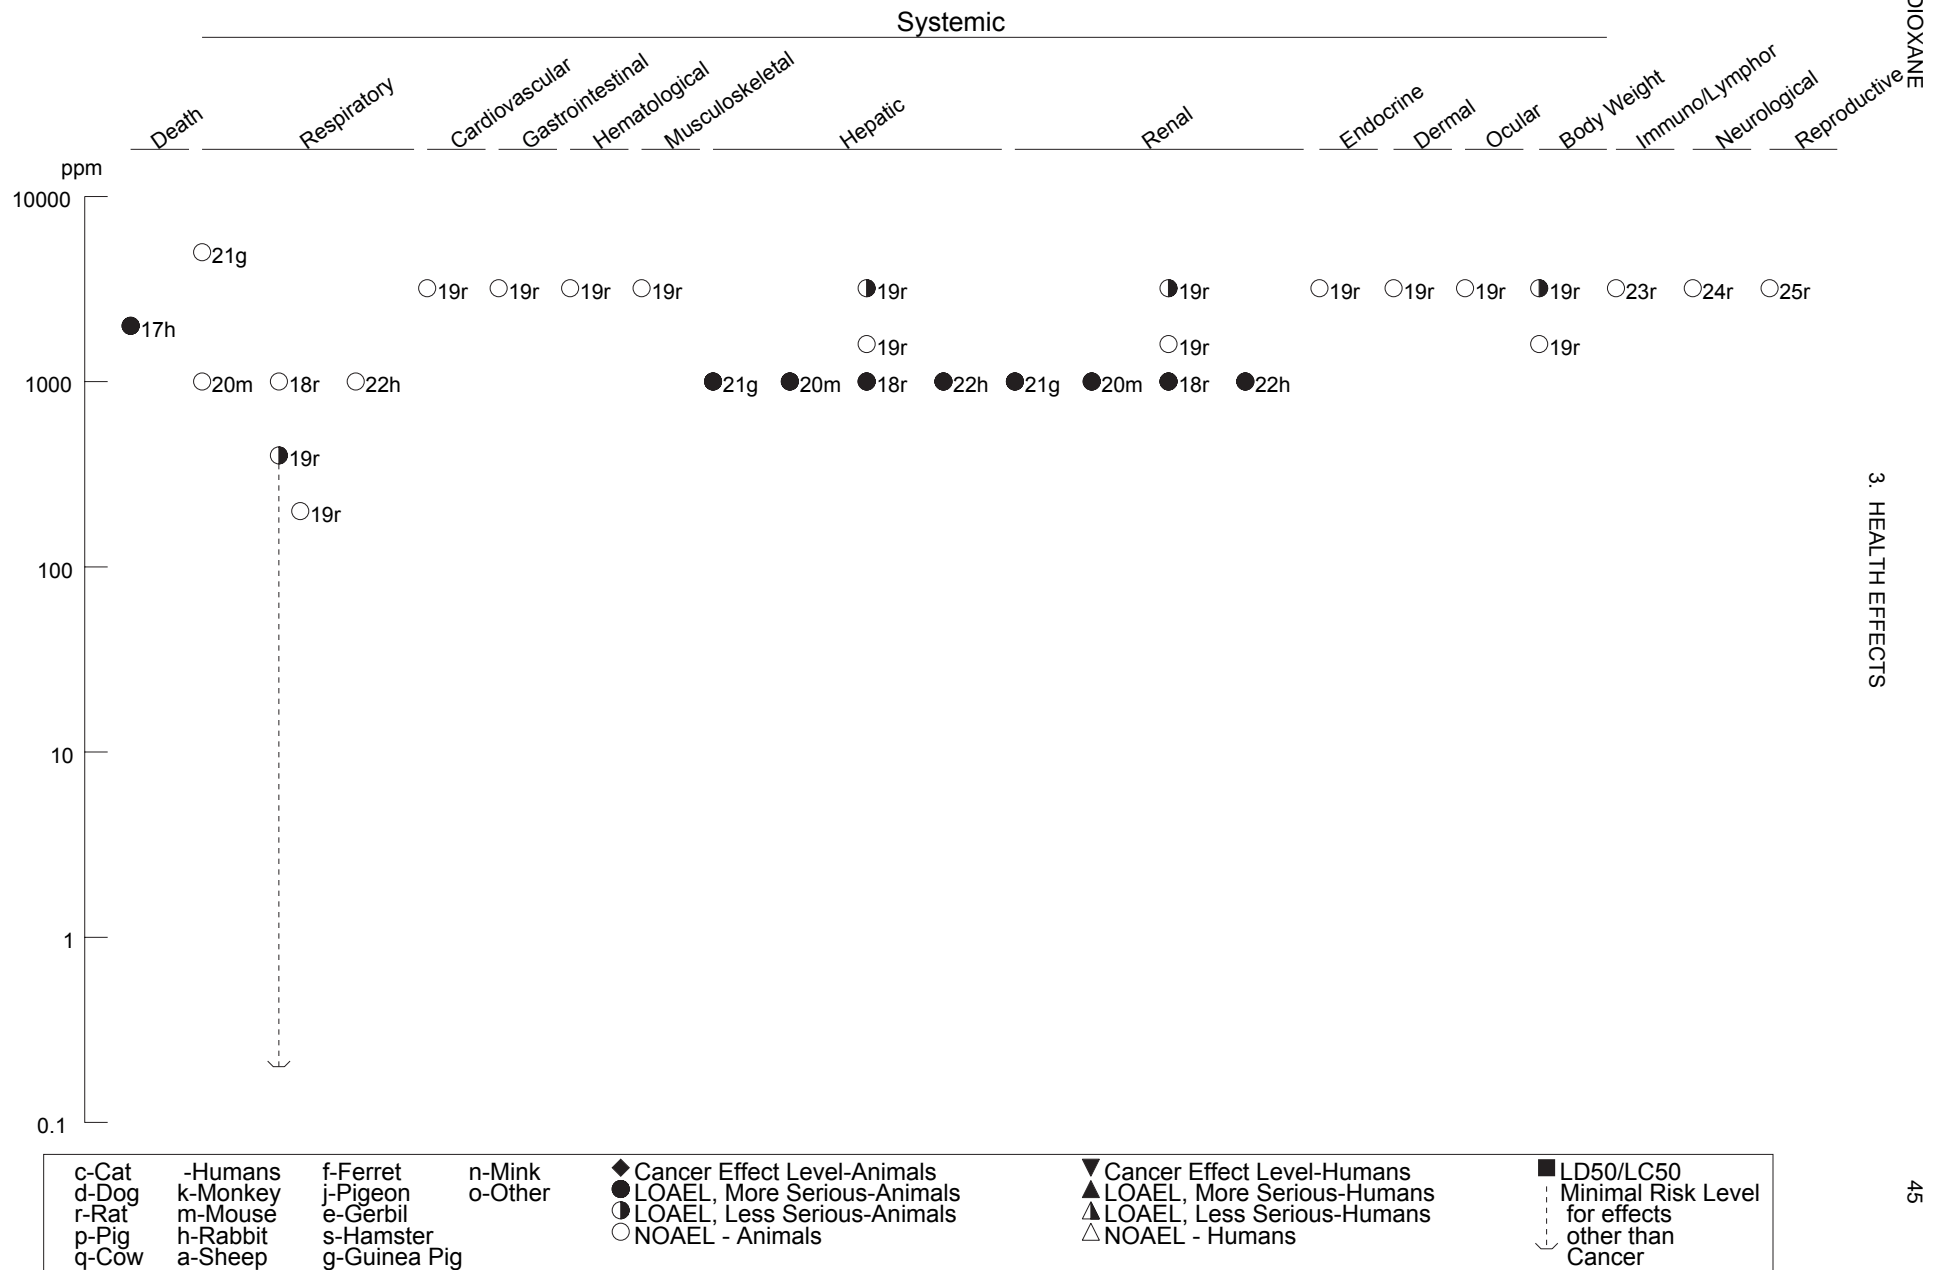 Systemic
DIOXANE
Death
Respiratory
Cardiovascular
Gastrointestinal
Hematological
Musculoskeletal
Hepatic
Renal
Endocrine
Dermal
Ocular
Body Weight
Immuno/Lymphor
Neurological
Reproductive
ppm
10000
21g
19r 19r 19r 19r 19r 19r 19r 19r 19r 19r 23r 24r 25r
17h
19r 19r 19r
1000
20m 18r 22h 21g 20m 18r 22h 21g 20m 18r 22h
19r
19r
3. HEALTH EFFECTS
100
10
1
0.1
c-Cat -Humans f-Ferret n-Mink Cancer Effect Level-Animals Cancer Effect Level-Humans LD50/LC50
d-Dog k-Monkey j-Pigeon o-Other LOAEL, More Serious-Animals LOAEL, More Serious-Humans Minimal Risk Level
r-Rat m-Mouse e-Gerbil LOAEL, Less Serious-Animals LOAEL, Less Serious-Humans for effects
p-Pig h-Rabbit s-Hamster NOAEL - Animals NOAEL - Humans other than
q-Cow a-Sheep g-Guinea Pig Cancer
45